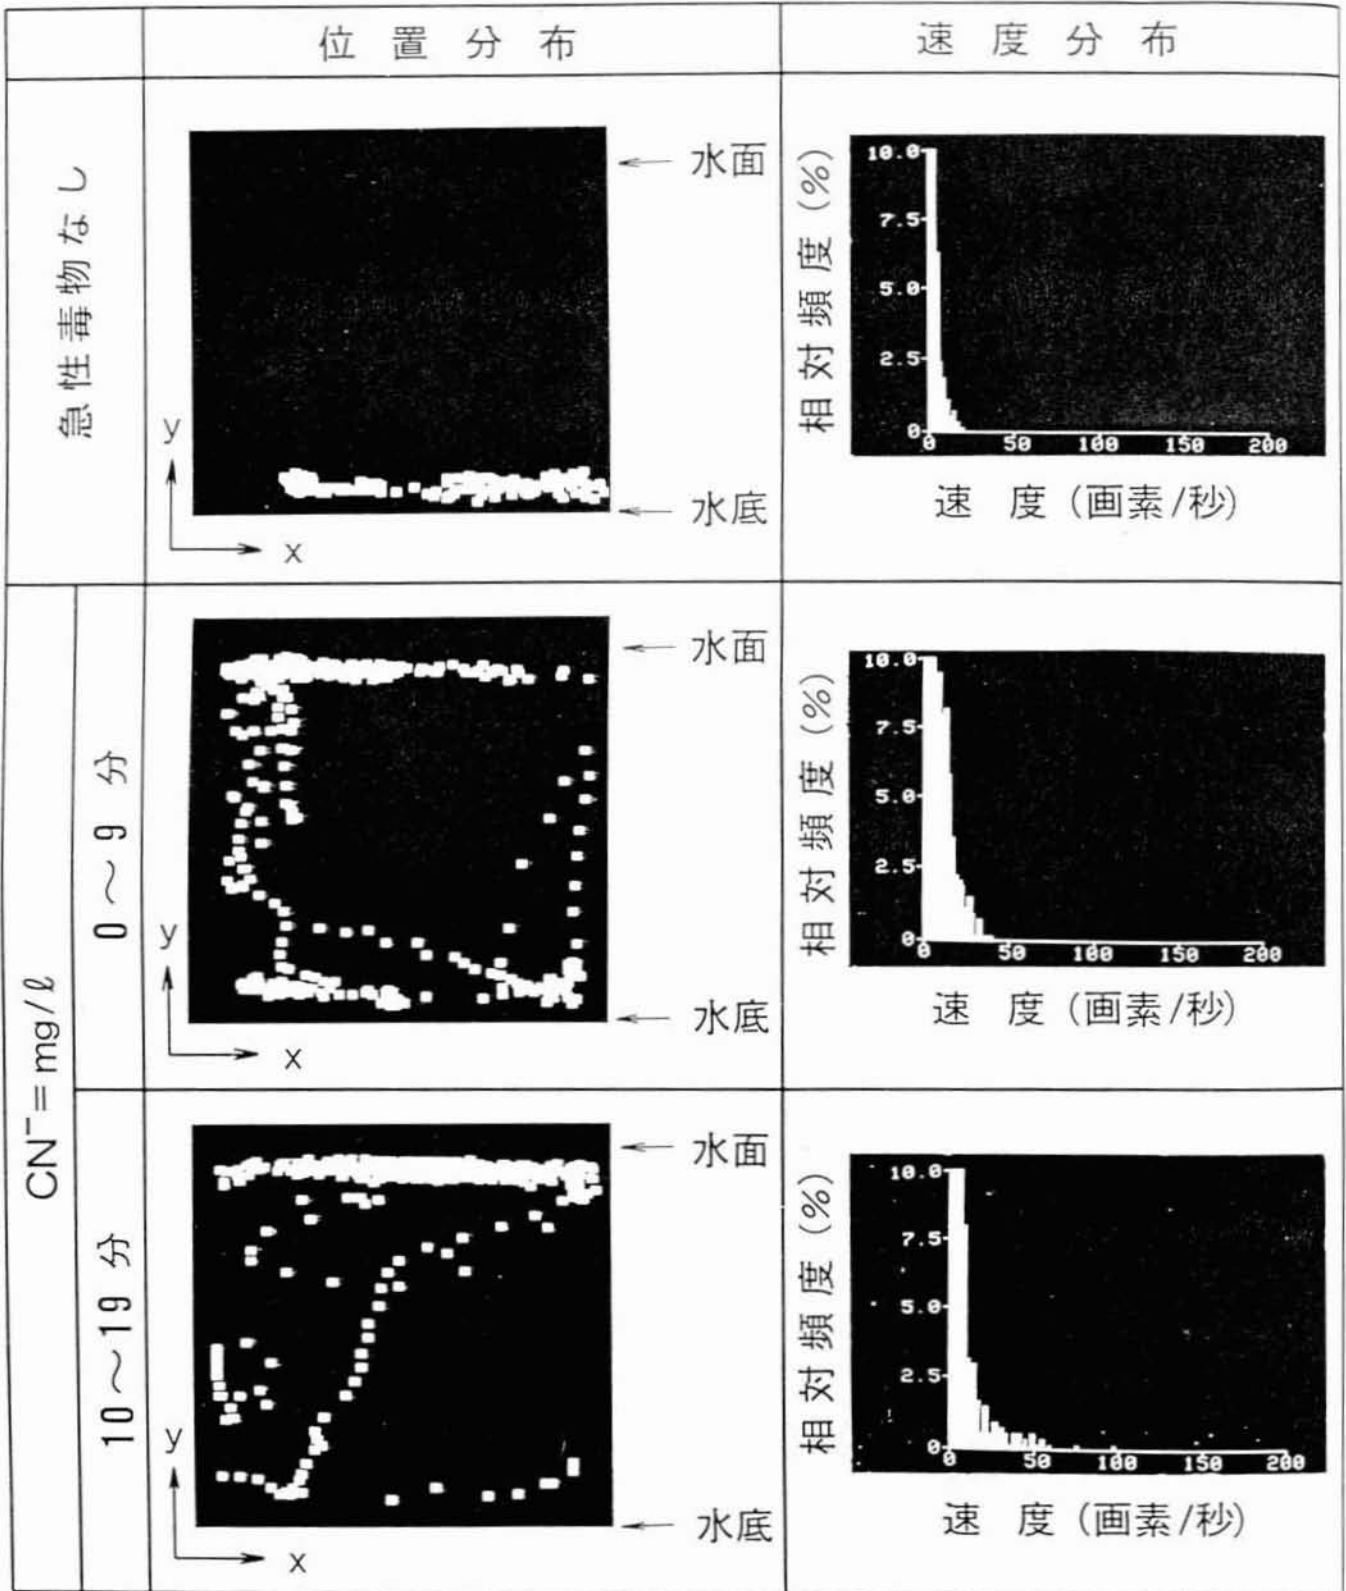 位置分布
速度分布
急性毒物なし
水面
y
x
水底
相対頻度(%)
10.0
7.5
5.0
2.5
0
0 50 100 150 200
速度(画素/秒)
CN⁻=mg/ℓ
0～9分
水面
y
x
水底
相対頻度(%)
10.0
7.5
5.0
2.5
0
0 50 100 150 200
速度(画素/秒)
10～19分
水面
y
x
水底
相対頻度(%)
10.0
7.5
5.0
2.5
0
0 50 100 150 200
速度(画素/秒)